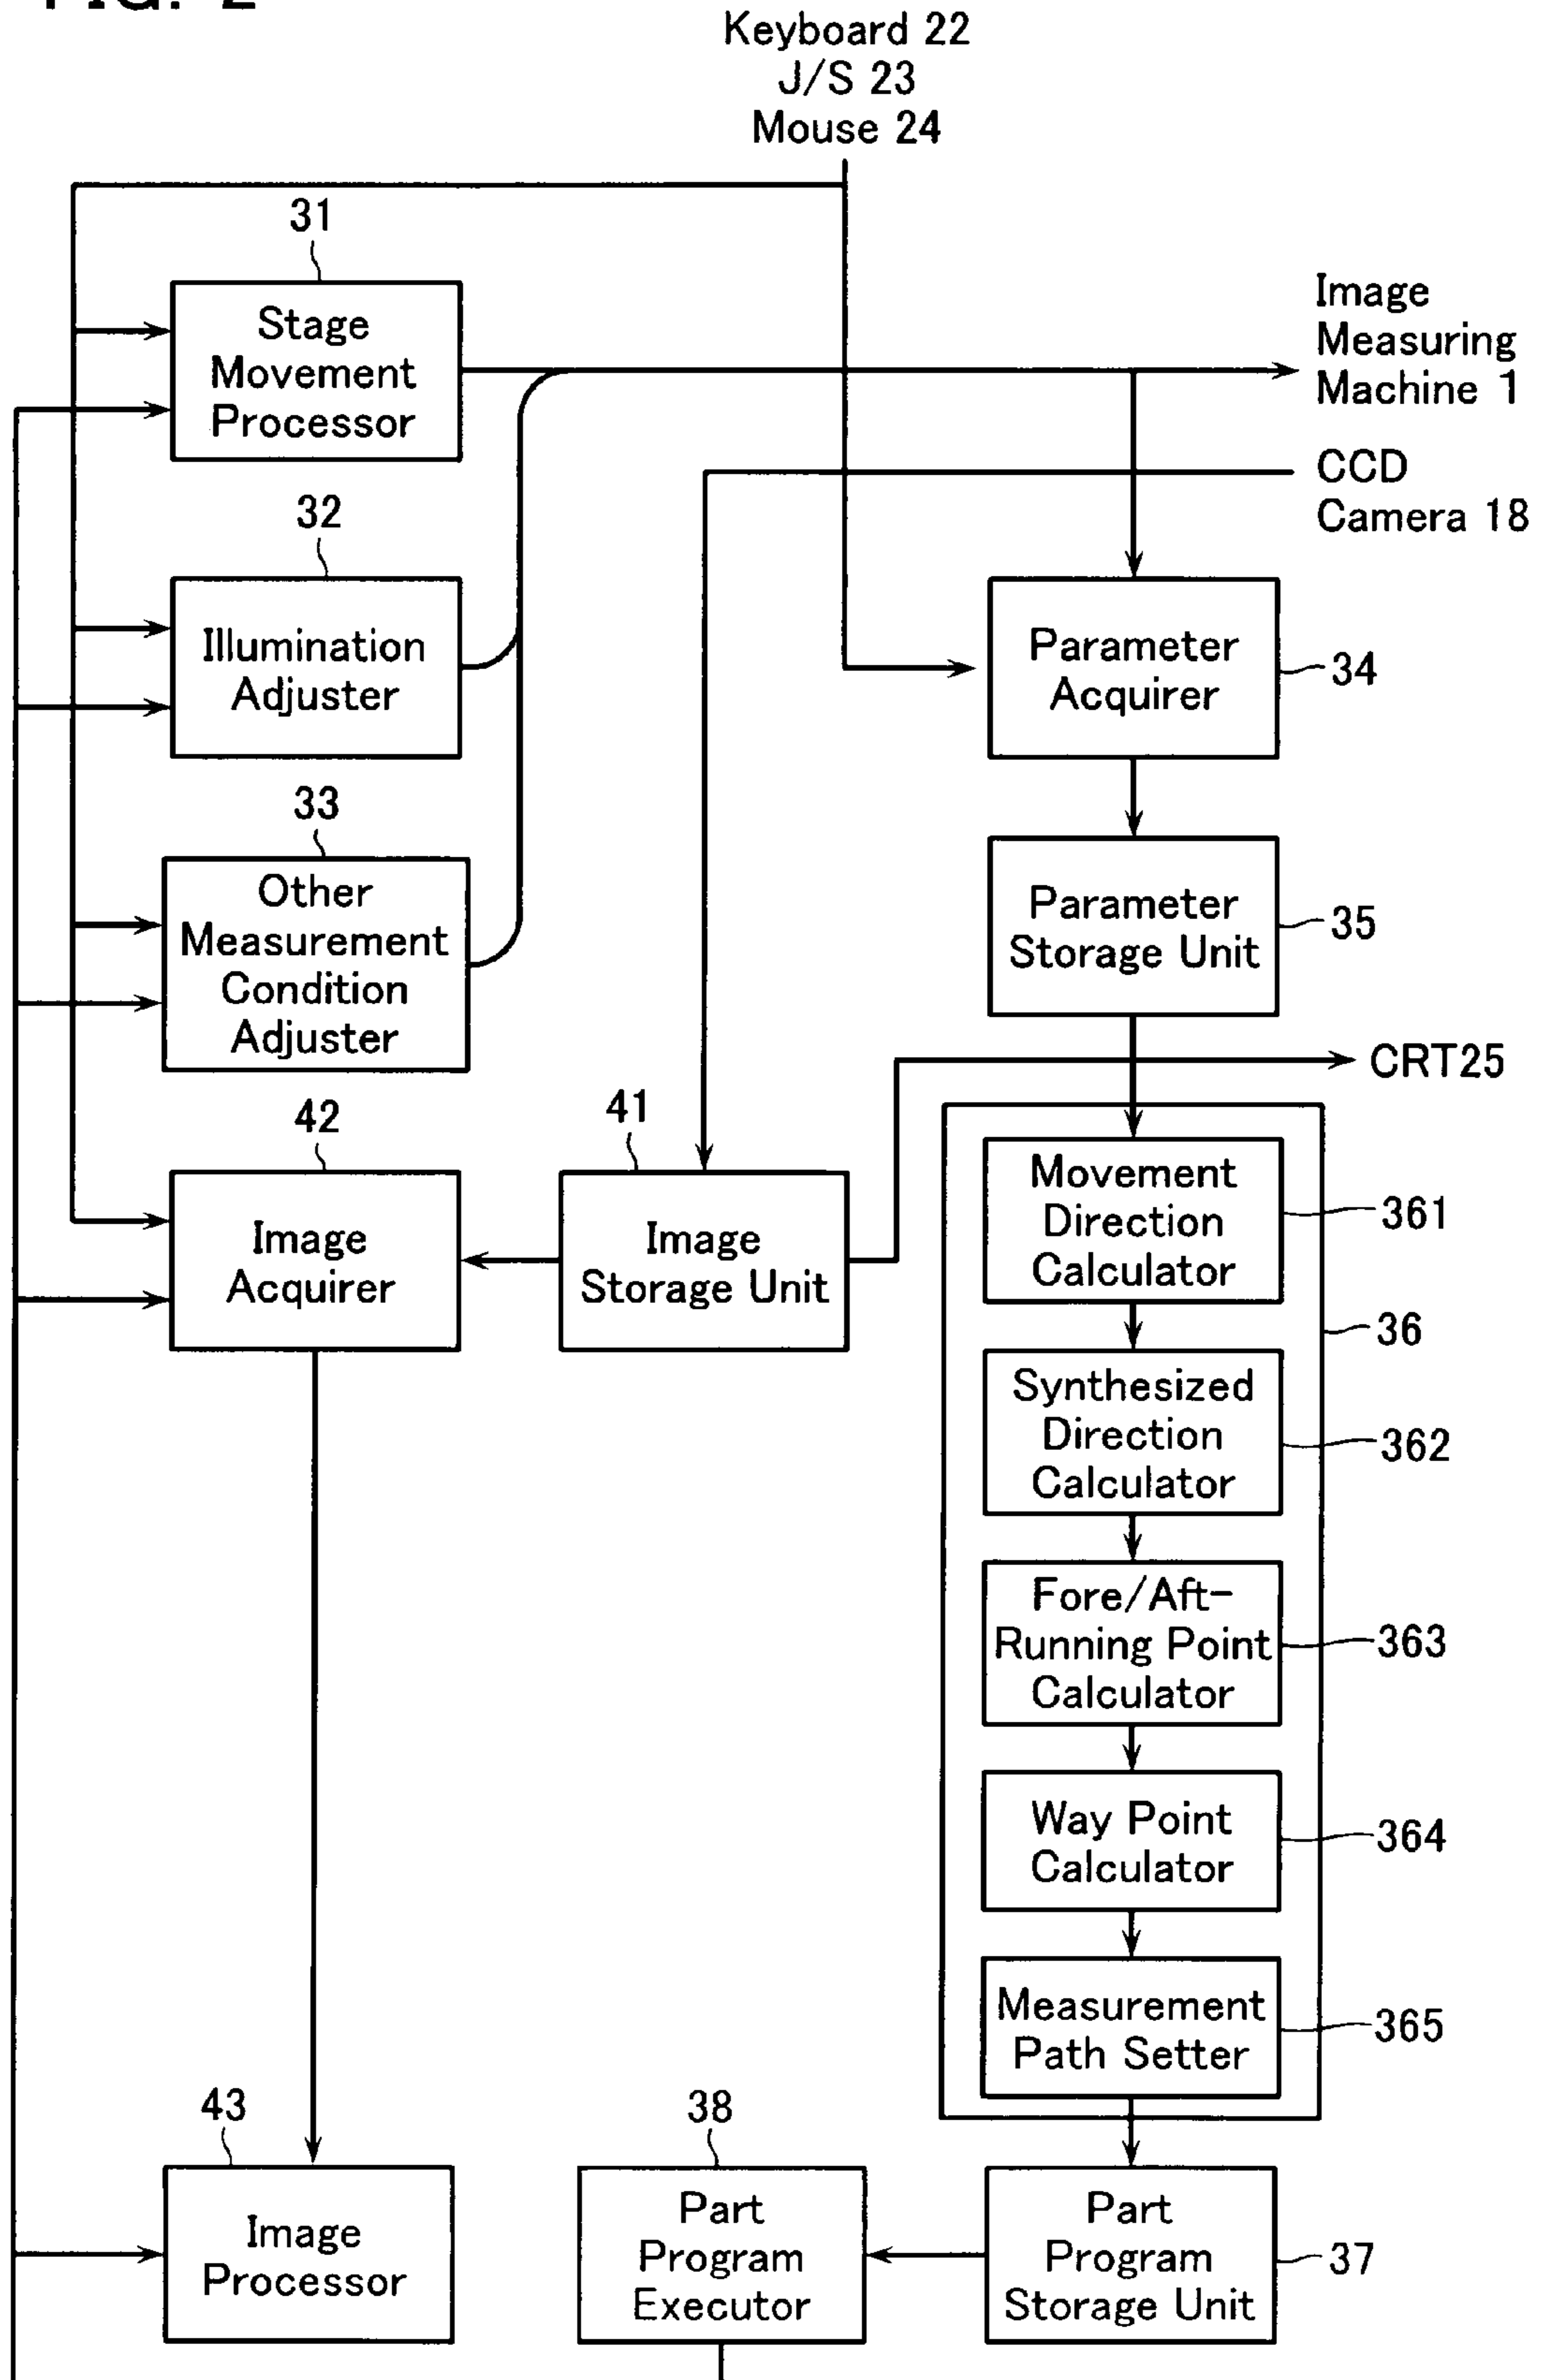 FIG. 2
Keyboard 22
J/S 23
Mouse 24
31
Stage
Movement
Processor
Image
Measuring
Machine 1
CCD
Camera 18
32
Illumination
Adjuster
Parameter
Acquirer
34
33
Other
Measurement
Condition
Adjuster
Parameter
Storage Unit
35
CRT25
42
Image
Acquirer
41
Image
Storage Unit
Movement
Direction
Calculator
361
36
Synthesized
Direction
Calculator
362
Fore/Aft-
Running Point
Calculator
363
Way Point
Calculator
364
Measurement
Path Setter
365
43
Image
Processor
38
Part
Program
Executor
Part
Program
Storage Unit
37